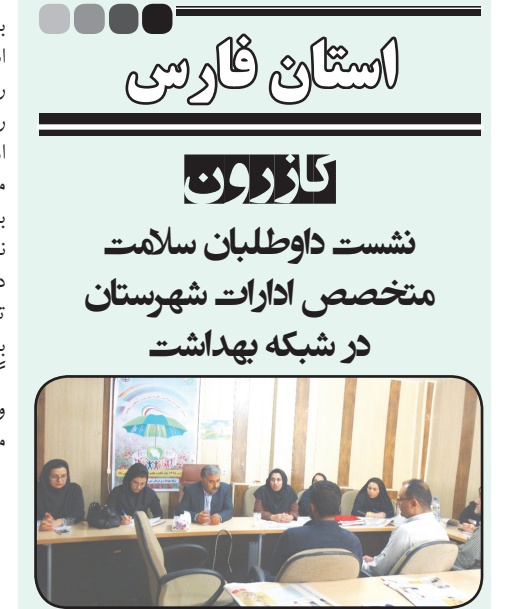 استان فارس
کازرون
نشست داوطلبان سلامت
متخصص ادارات شهرستان
در شبکه بهداشت